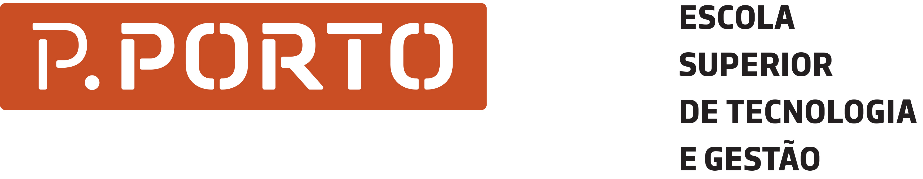 P.PORTO
ESCOLA
SUPERIOR
DE TECNOLOGIA
E GESTÃO